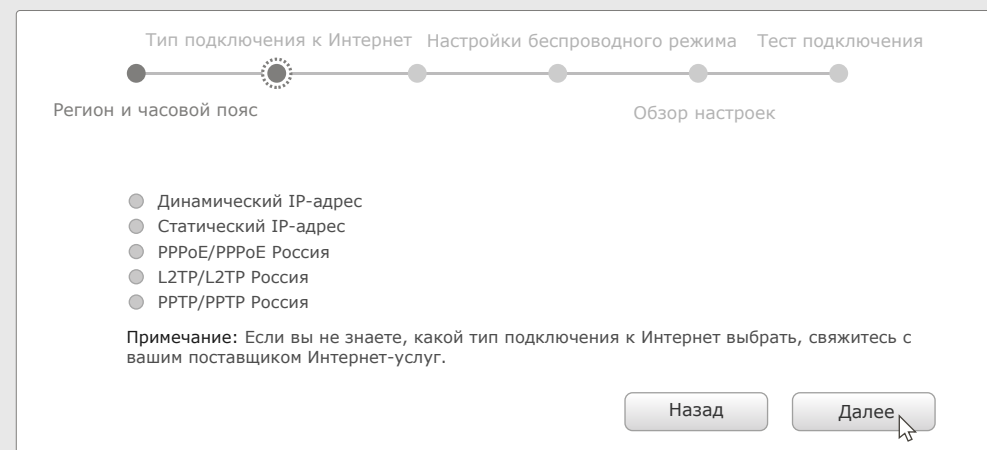 Тип подключения к Интернет Настройки беспроводного режима Тест подключения
Регион и часовой пояс Обзор настроек
Динамический IP-адрес
Статический IP-адрес
PPPoE/PPPoE Россия
L2TP/L2TP Россия
PPTP/PPTP Россия
Примечание: Если вы не знаете, какой тип подключения к Интернет выбрать, свяжитесь с
вашим поставщиком Интернет-услуг.
Назад Далее